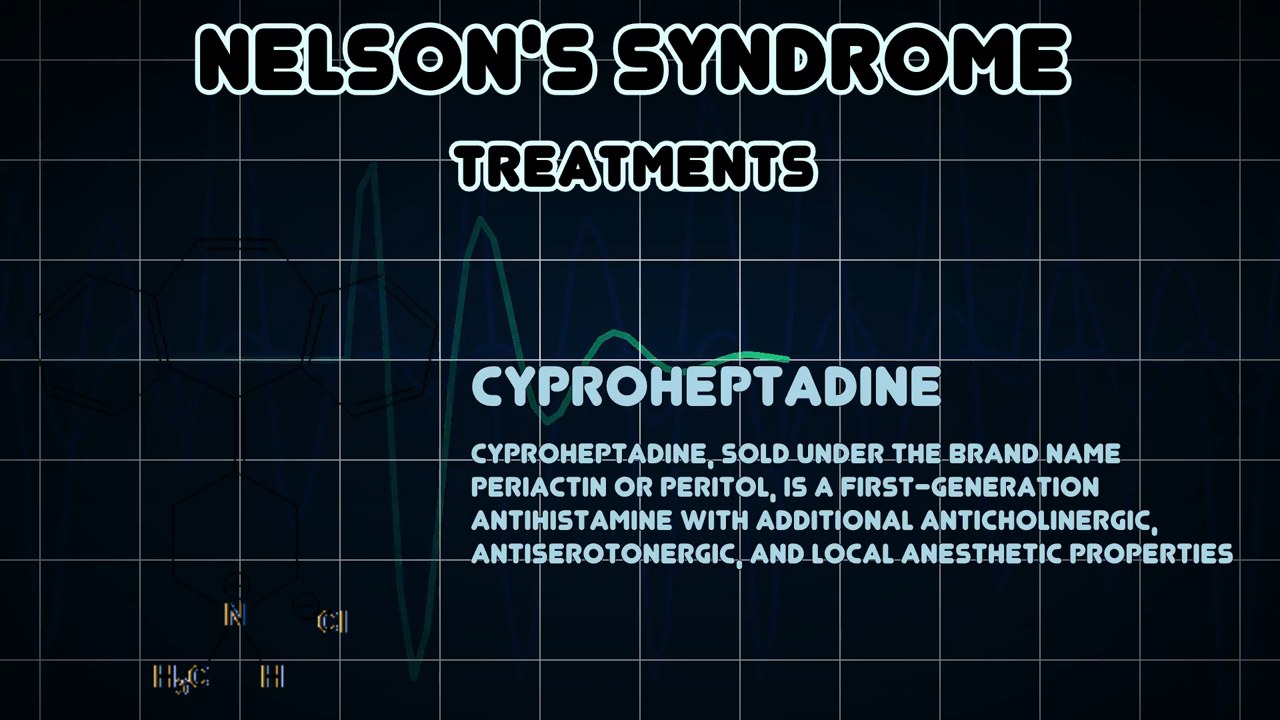 NELSON'S SYNDROME
TREATMENTS
CYPROHEPTADINE
CYPROHEPTADINE, SOLD UNDER THE BRAND NAME
PERIACTIN OR PERITOL, IS A FIRST-GENERATION
ANTIHISTAMINE WITH ADDITIONAL ANTICHOLINERGIC,
ANTISEROTONERGIC, AND LOCAL ANESTHETIC PROPERTIES
N
Cl
H3C H